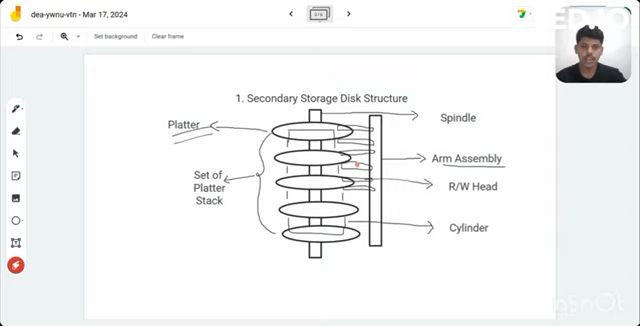 dea-ywnu-vtn - Mar 17, 2024
Set background
Clear frame
1. Secondary Storage Disk Structure
Platter
Spindle
Arm Assembly
Set of
Platter
Stack
R/W Head
Cylinder